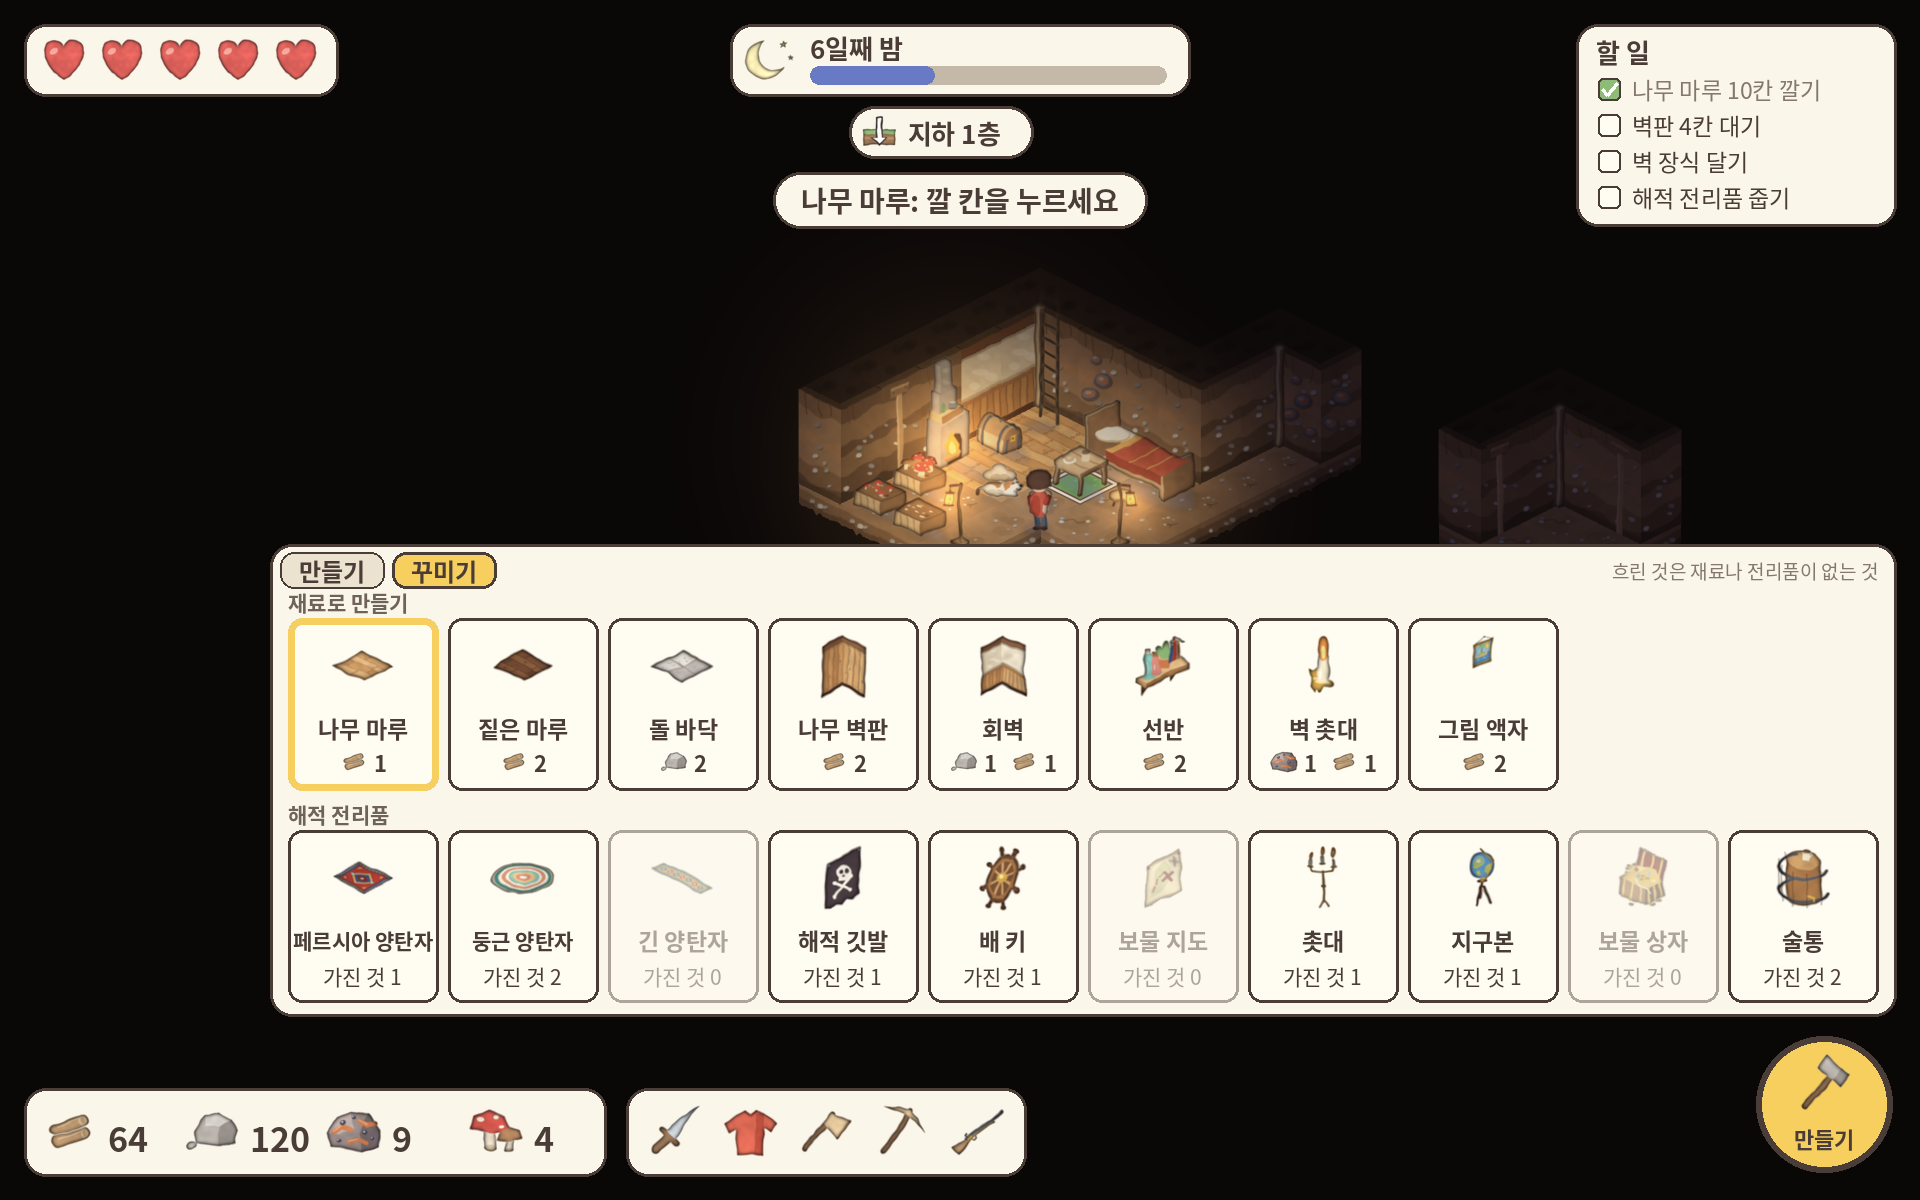 6일째 밤
지하 1층
나무 마루: 깔 칸을 누르세요
할 일
나무 마루 10칸 깔기
벽판 4칸 대기
벽 장식 달기
해적 전리품 줍기
만들기
꾸미기
흐린 것은 재료나 전리품이 없는 것
재료로 만들기
나무 마루
1
짙은 마루
2
돌 바닥
2
나무 벽판
2
회벽
1 1
선반
2
벽 촛대
1 1
그림 액자
2
해적 전리품
페르시아 양탄자
가진 것 1
둥근 양탄자
가진 것 2
긴 양탄자
가진 것 0
해적 깃발
가진 것 1
배 키
가진 것 1
보물 지도
가진 것 0
촛대
가진 것 1
지구본
가진 것 1
보물 상자
가진 것 0
술통
가진 것 2
64 120 9 4
만들기